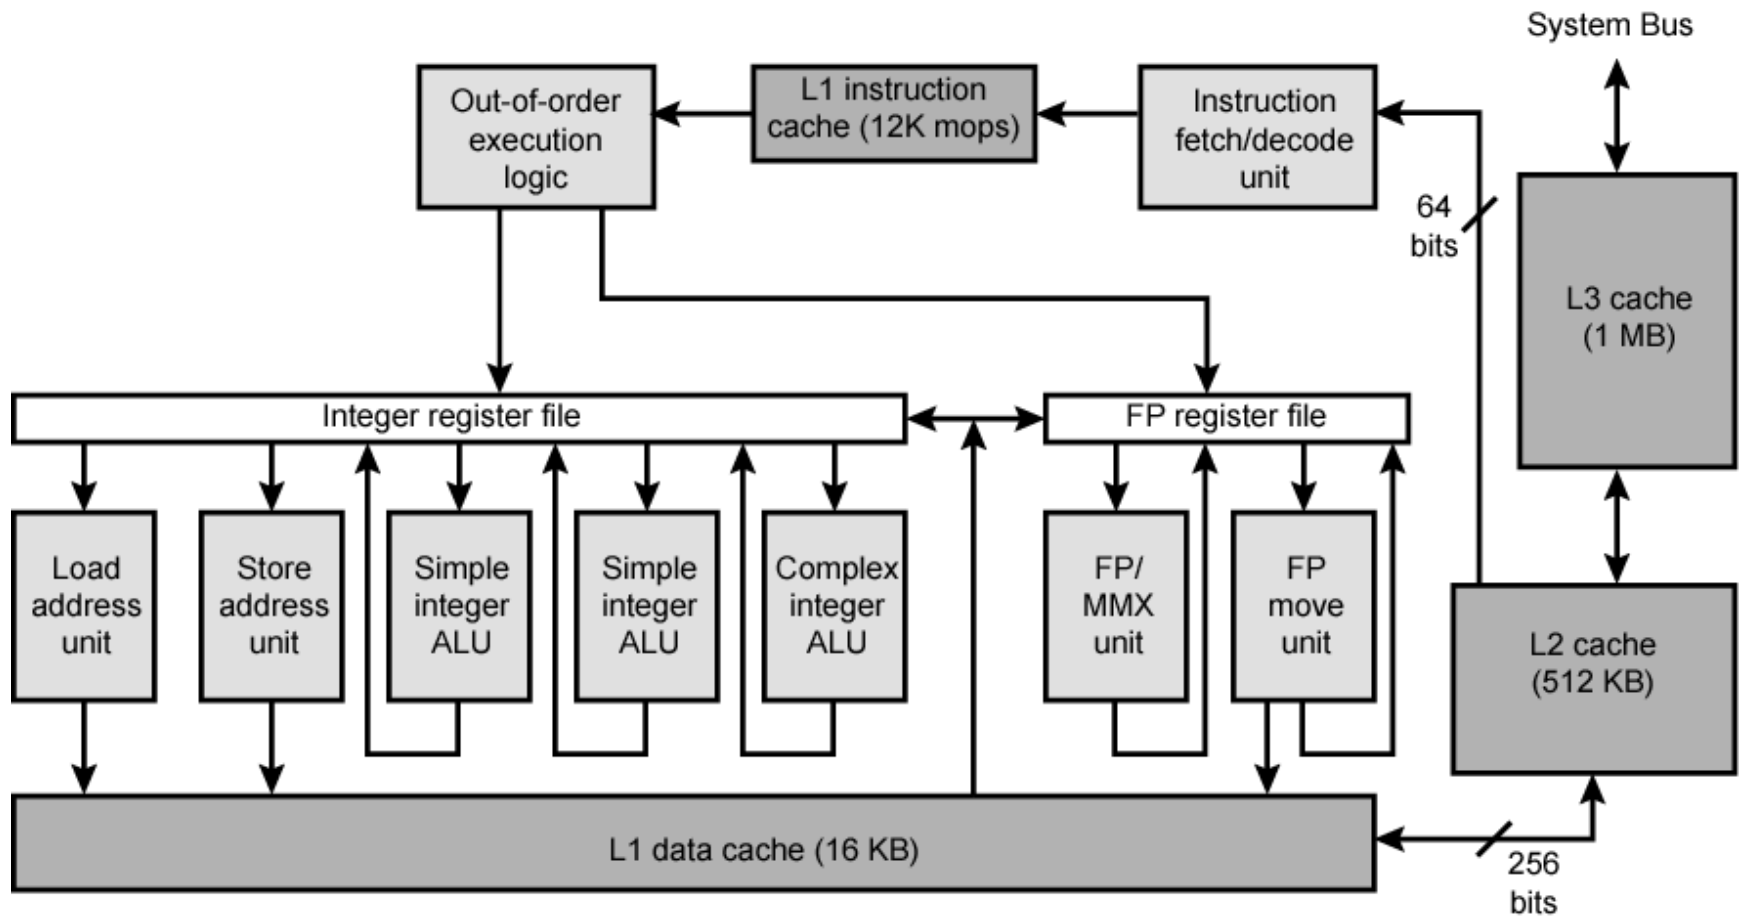 System Bus
Out-of-order
execution
logic
L1 instruction
cache (12K mops)
Instruction
fetch/decode
unit
64
bits
L3 cache
(1 MB)
Integer register file
FP register file
Load
address
unit
Store
address
unit
Simple
integer
ALU
Simple
integer
ALU
Complex
integer
ALU
FP/
MMX
unit
FP
move
unit
L2 cache
(512 KB)
L1 data cache (16 KB)
256
bits